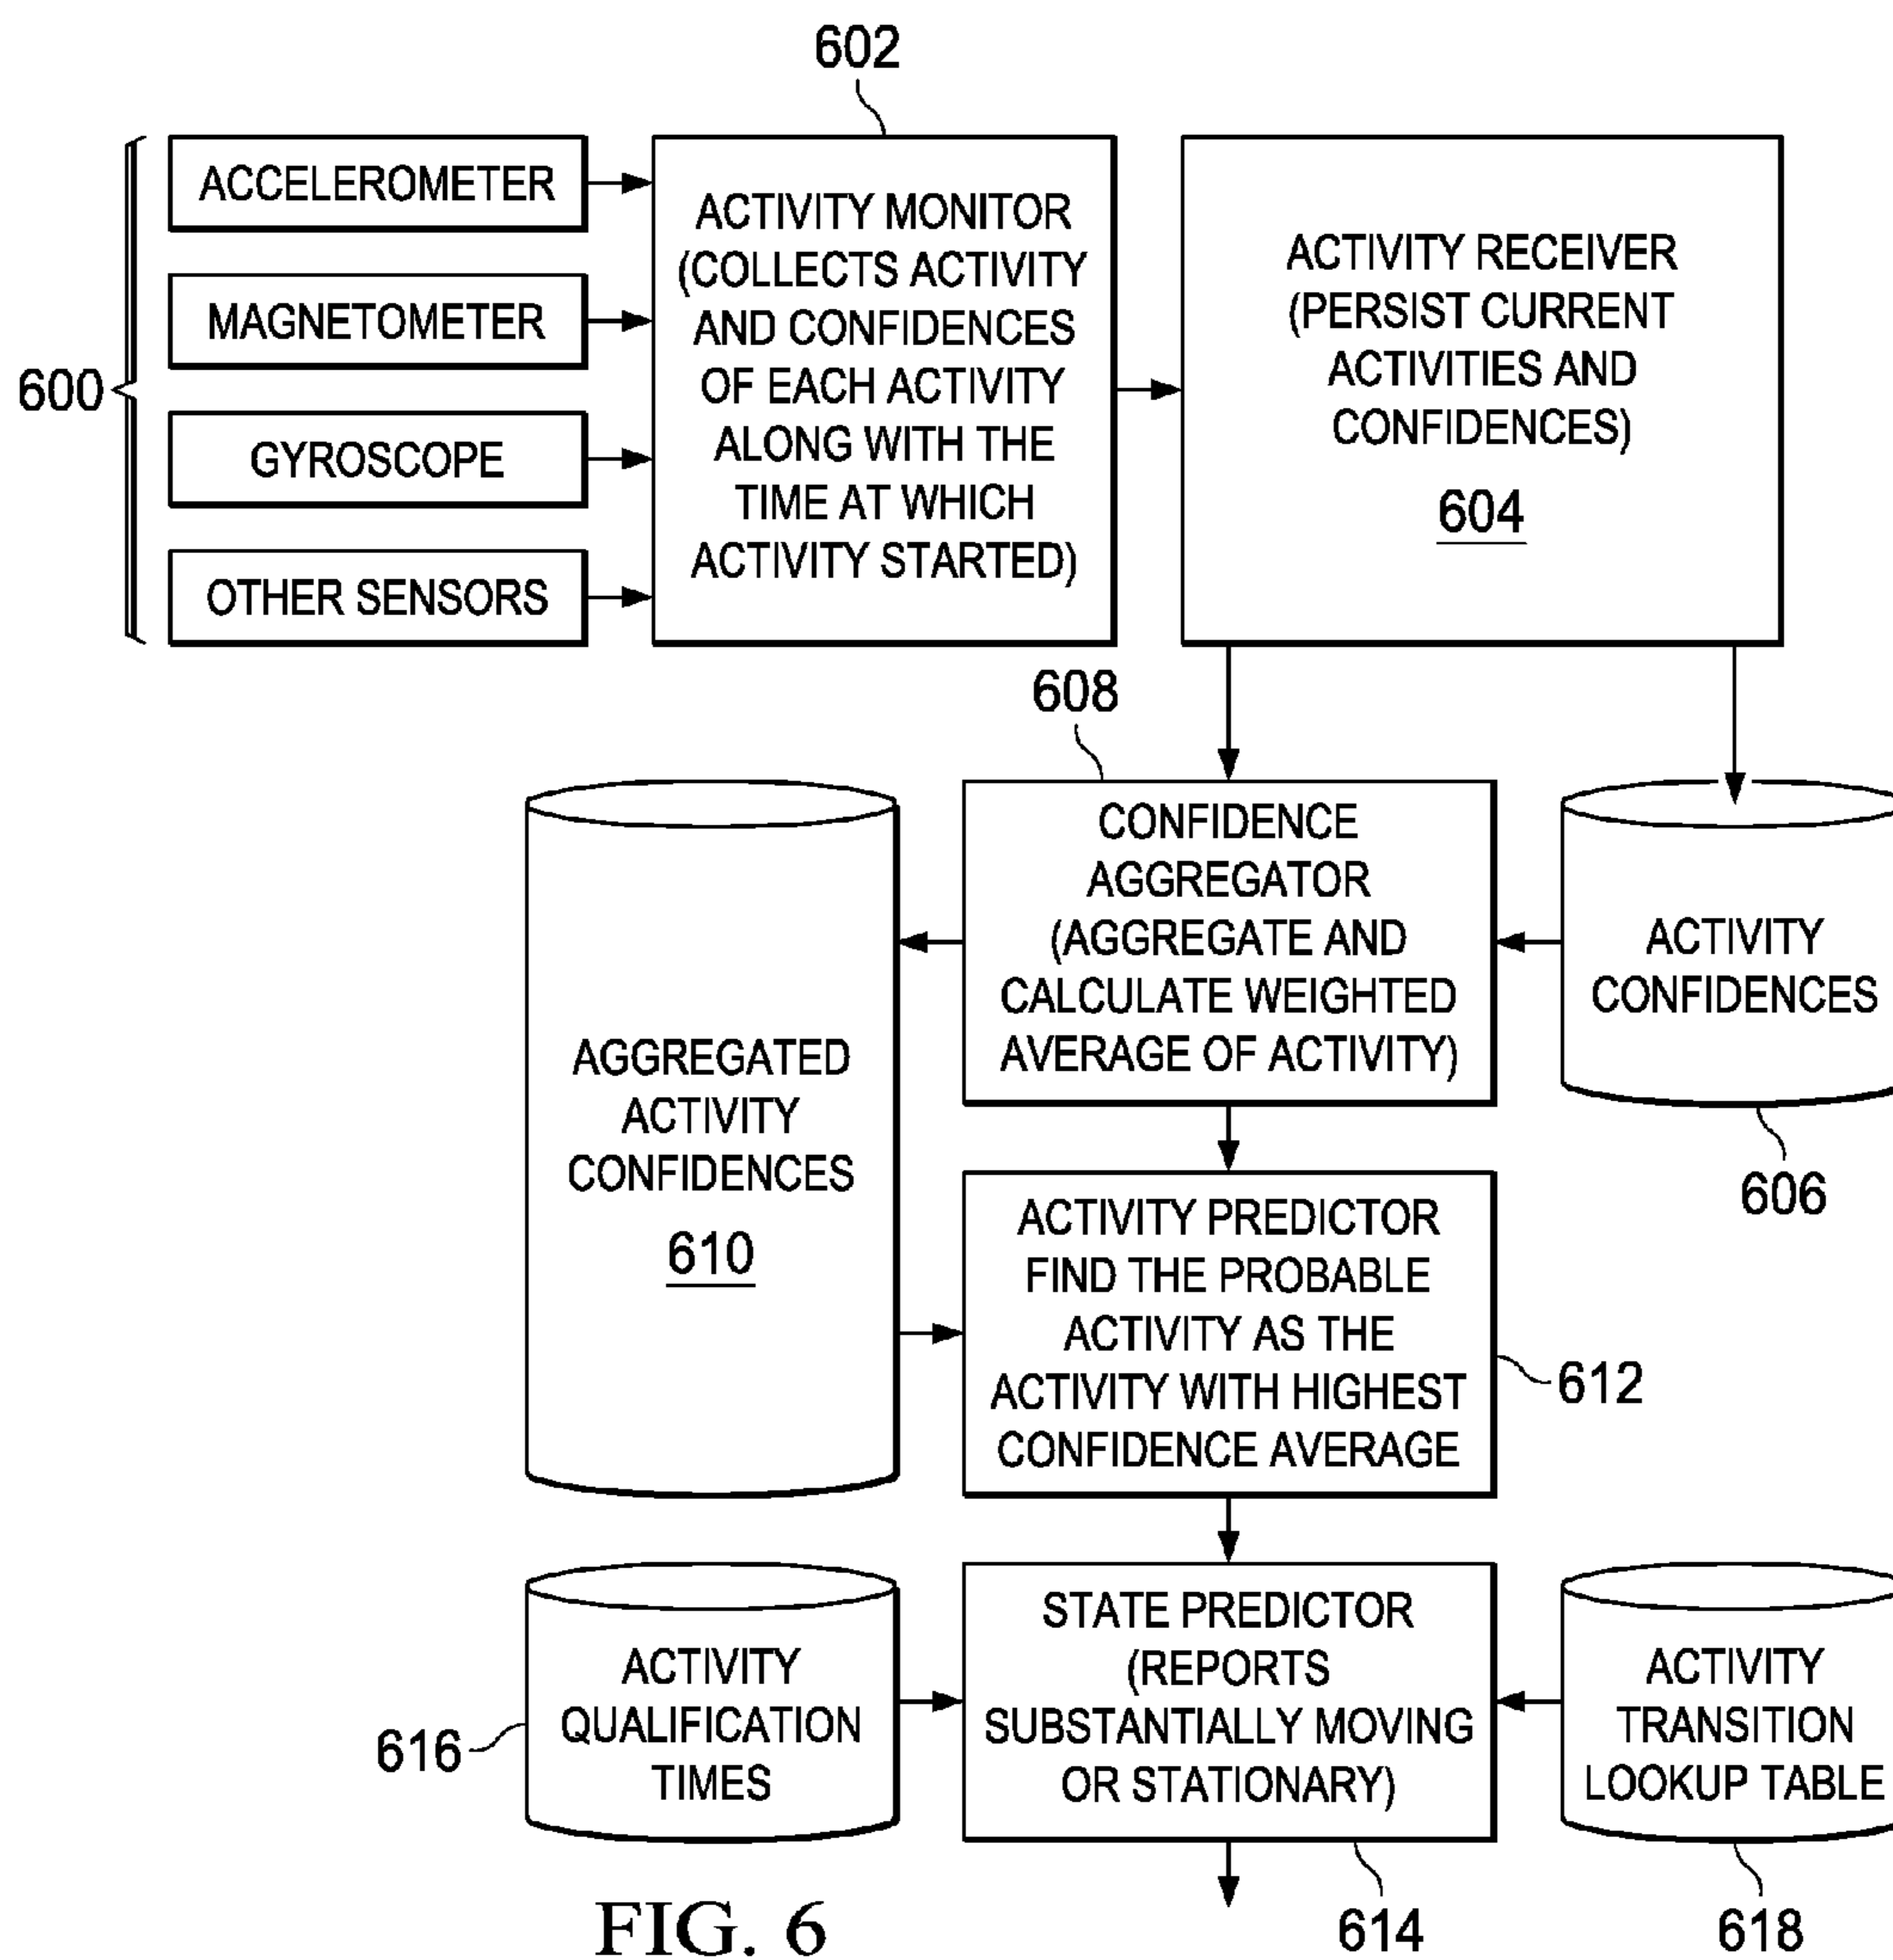 602
600
ACCELEROMETER
MAGNETOMETER
GYROSCOPE
OTHER SENSORS
ACTIVITY MONITOR
(COLLECTS ACTIVITY
AND CONFIDENCES
OF EACH ACTIVITY
ALONG WITH THE
TIME AT WHICH
ACTIVITY STARTED)
ACTIVITY RECEIVER
(PERSIST CURRENT
ACTIVITIES AND
CONFIDENCES)
604
608
CONFIDENCE
AGGREGATOR
(AGGREGATE AND
CALCULATE WEIGHTED
AVERAGE OF ACTIVITY)
ACTIVITY
CONFIDENCES
606
AGGREGATED
ACTIVITY
CONFIDENCES
610
ACTIVITY PREDICTOR
FIND THE PROBABLE
ACTIVITY AS THE
ACTIVITY WITH HIGHEST
CONFIDENCE AVERAGE
612
616
ACTIVITY
QUALIFICATION
TIMES
STATE PREDICTOR
(REPORTS
SUBSTANTIALLY MOVING
OR STATIONARY)
614
ACTIVITY
TRANSITION
LOOKUP TABLE
618
FIG. 6